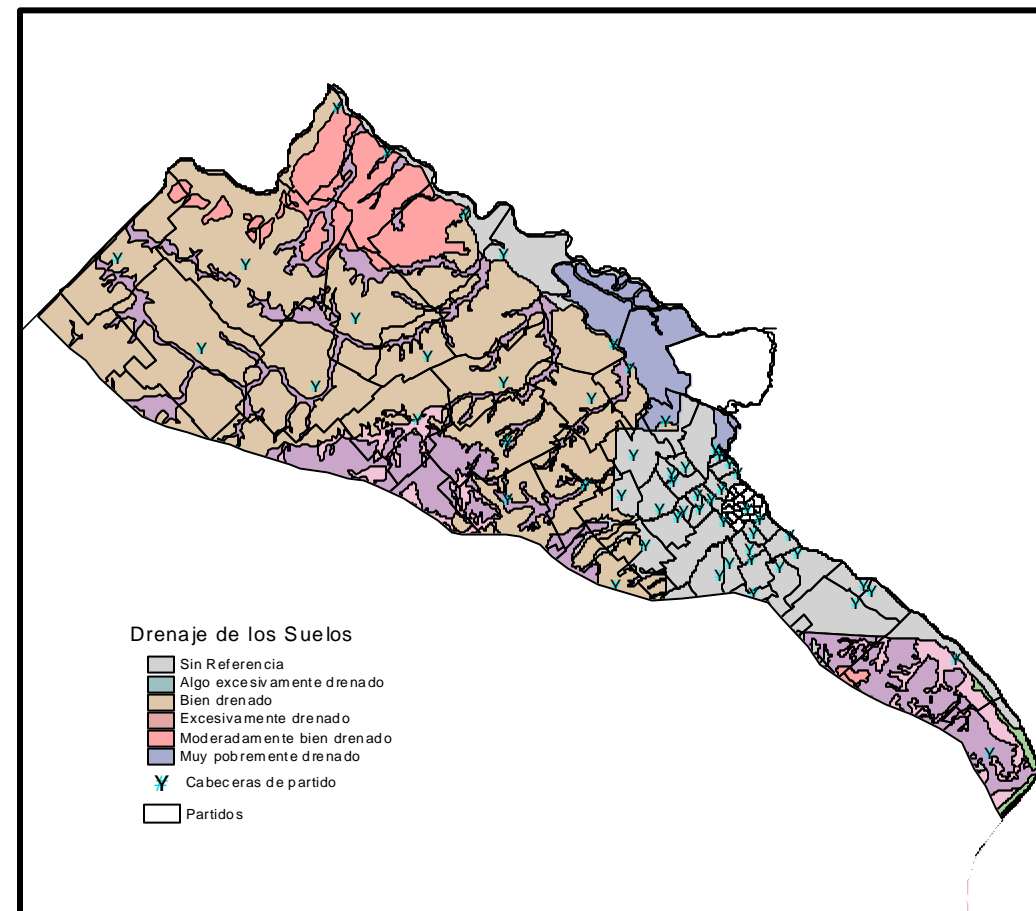 Drenaje de los Suelos
Sin Referencia
Algo excesivamente drenado
Bien drenado
Excesivamente drenado
Moderadamente bien drenado
Muy pobremente drenado
Cabeceras de partido
Partidos